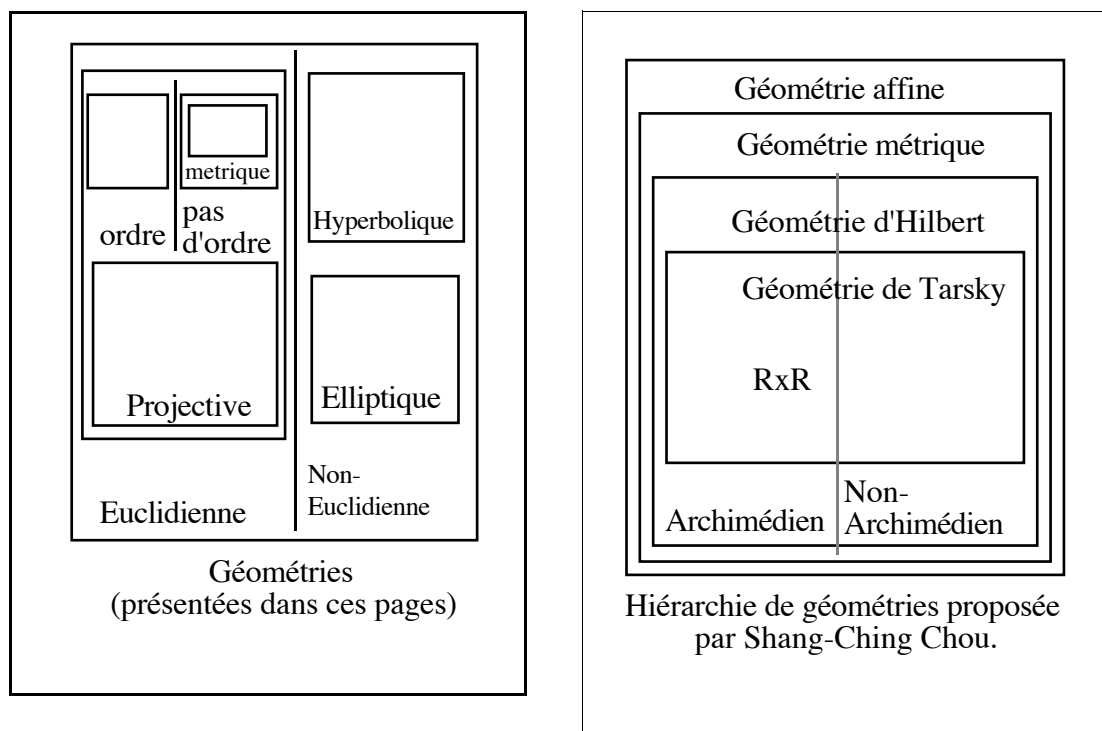 metrique
ordre
pas
d'ordre
Projective
Euclidienne
Hyperbolique
Elliptique
Non-
Euclidienne
Géométries
(présentées dans ces pages)
Géométrie affine
Géométrie métrique
Géométrie d'Hilbert
Géométrie de Tarsky
RxR
Archimédien
Non-
Archimédien
Hiérarchie de géométries proposée
par Shang-Ching Chou.